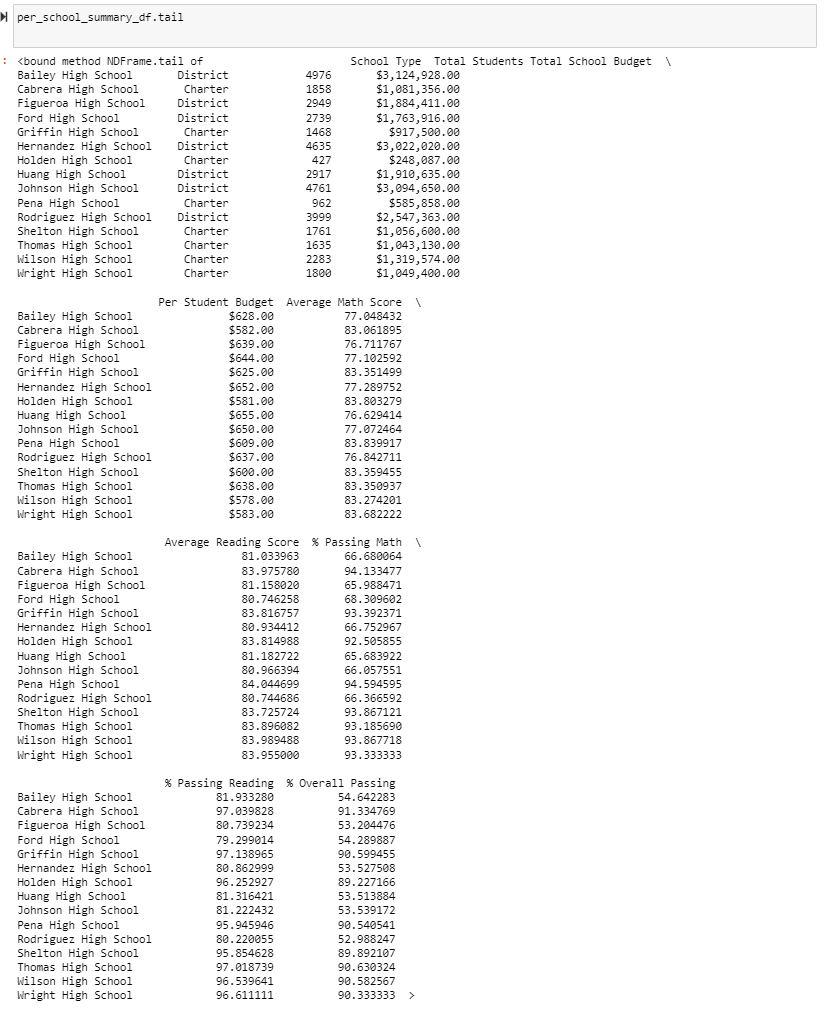 per_school_summary_df.tail
: <bound method NDFrame.tail of                       School Type  Total Students Total School Budget  \
Bailey High School       District            4976       $3,124,928.00
Cabrera High School       Charter            1858       $1,081,356.00
Figueroa High School     District            2949       $1,884,411.00
Ford High School         District            2739       $1,763,916.00
Griffin High School       Charter            1468         $917,500.00
Hernandez High School    District            4635       $3,022,020.00
Holden High School        Charter             427         $248,087.00
Huang High School        District            2917       $1,910,635.00
Johnson High School      District            4761       $3,094,650.00
Pena High School          Charter             962         $585,858.00
Rodriguez High School    District            3999       $2,547,363.00
Shelton High School       Charter            1761       $1,056,600.00
Thomas High School        Charter            1635       $1,043,130.00
Wilson High School        Charter            2283       $1,319,574.00
Wright High School        Charter            1800       $1,049,400.00
                      Per Student Budget  Average Math Score  \
Bailey High School               $628.00           77.048432
Cabrera High School              $582.00           83.061895
Figueroa High School             $639.00           76.711767
Ford High School                 $644.00           77.102592
Griffin High School              $625.00           83.351499
Hernandez High School            $652.00           77.289752
Holden High School               $581.00           83.803279
Huang High School                $655.00           76.629414
Johnson High School              $650.00           77.072464
Pena High School                 $609.00           83.839917
Rodriguez High School            $637.00           76.842711
Shelton High School              $600.00           83.359455
Thomas High School               $638.00           83.350937
Wilson High School               $578.00           83.274201
Wright High School               $583.00           83.682222
                       Average Reading Score  % Passing Math  \
Bailey High School                 81.033963       66.680064
Cabrera High School                83.975780       94.133477
Figueroa High School               81.158020       65.988471
Ford High School                   80.746258       68.309602
Griffin High School                83.816757       93.392371
Hernandez High School              80.934412       66.752967
Holden High School                 83.814988       92.505855
Huang High School                  81.182722       65.683922
Johnson High School                80.966394       66.057551
Pena High School                   84.044699       94.594595
Rodriguez High School              80.744686       66.366592
Shelton High School                83.725724       93.867121
Thomas High School                 83.896082       93.185690
Wilson High School                 83.989488       93.867718
Wright High School                 83.955000       93.333333
                       % Passing Reading  % Overall Passing
Bailey High School             81.933280          54.642283
Cabrera High School            97.039828          91.334769
Figueroa High School           80.739234          53.204476
Ford High School               79.299014          54.289887
Griffin High School            97.138965          90.599455
Hernandez High School          80.862999          53.527508
Holden High School             96.252927          89.227166
Huang High School              81.316421          53.513884
Johnson High School            81.222432          53.539172
Pena High School               95.945946          90.540541
Rodriguez High School          80.220055          52.988247
Shelton High School            95.854628          89.892107
Thomas High School             97.018739          90.630324
Wilson High School             96.539641          90.582567
Wright High School             96.611111          90.333333  >